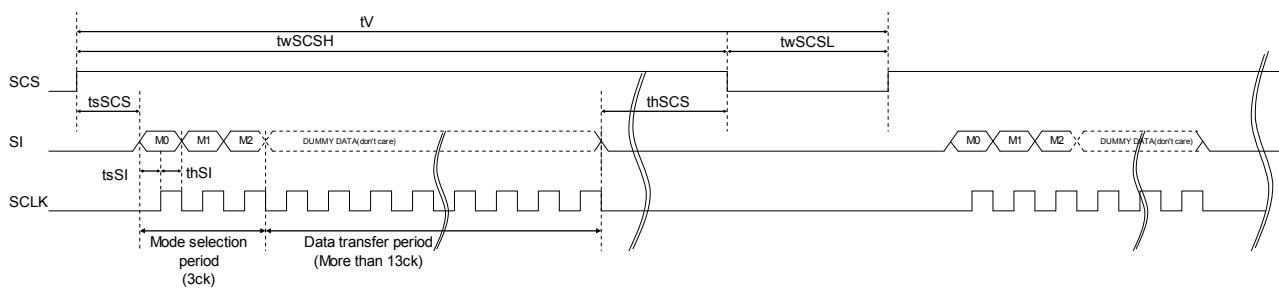 tV
twSCSH
twSCSL
SCS
tsSCS
thSCS
SI
M0
M1
M2
DUMMY DATA(don't care)
M0
M1
M2
DUMMY DATA(don't care)
tsSI
thSI
SCLK
Mode selection
period
(3ck)
Data transfer period
(More than 13ck)